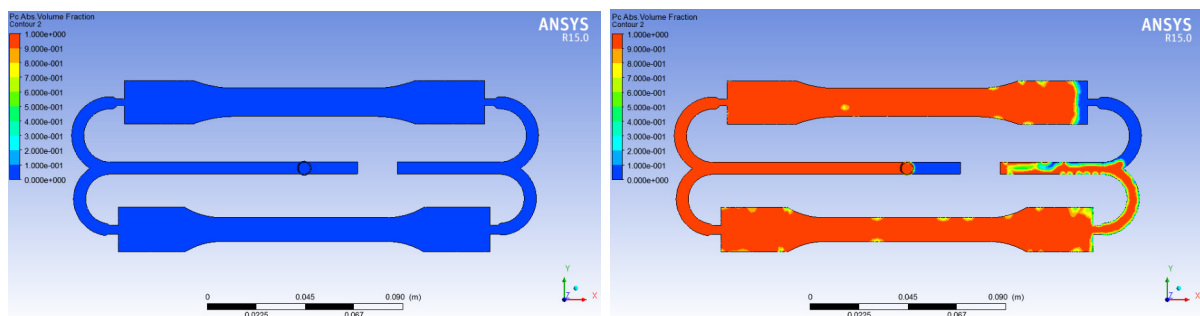 Pc Abs.Volume Fraction
Contour 2
1.000e+000
9.000e-001
8.000e-001
7.000e-001
6.000e-001
5.000e-001
4.000e-001
3.000e-001
2.000e-001
1.000e-001
0.000e+000
ANSYS
R15.0
0 0.045 0.090 (m)
0.0225 0.067
Y
Z X
Pc Abs.Volume Fraction
Contour 2
1.000e+000
9.000e-001
8.000e-001
7.000e-001
6.000e-001
5.000e-001
4.000e-001
3.000e-001
2.000e-001
1.000e-001
0.000e+000
ANSYS
R15.0
0 0.045 0.090 (m)
0.0225 0.067
Y
Z X